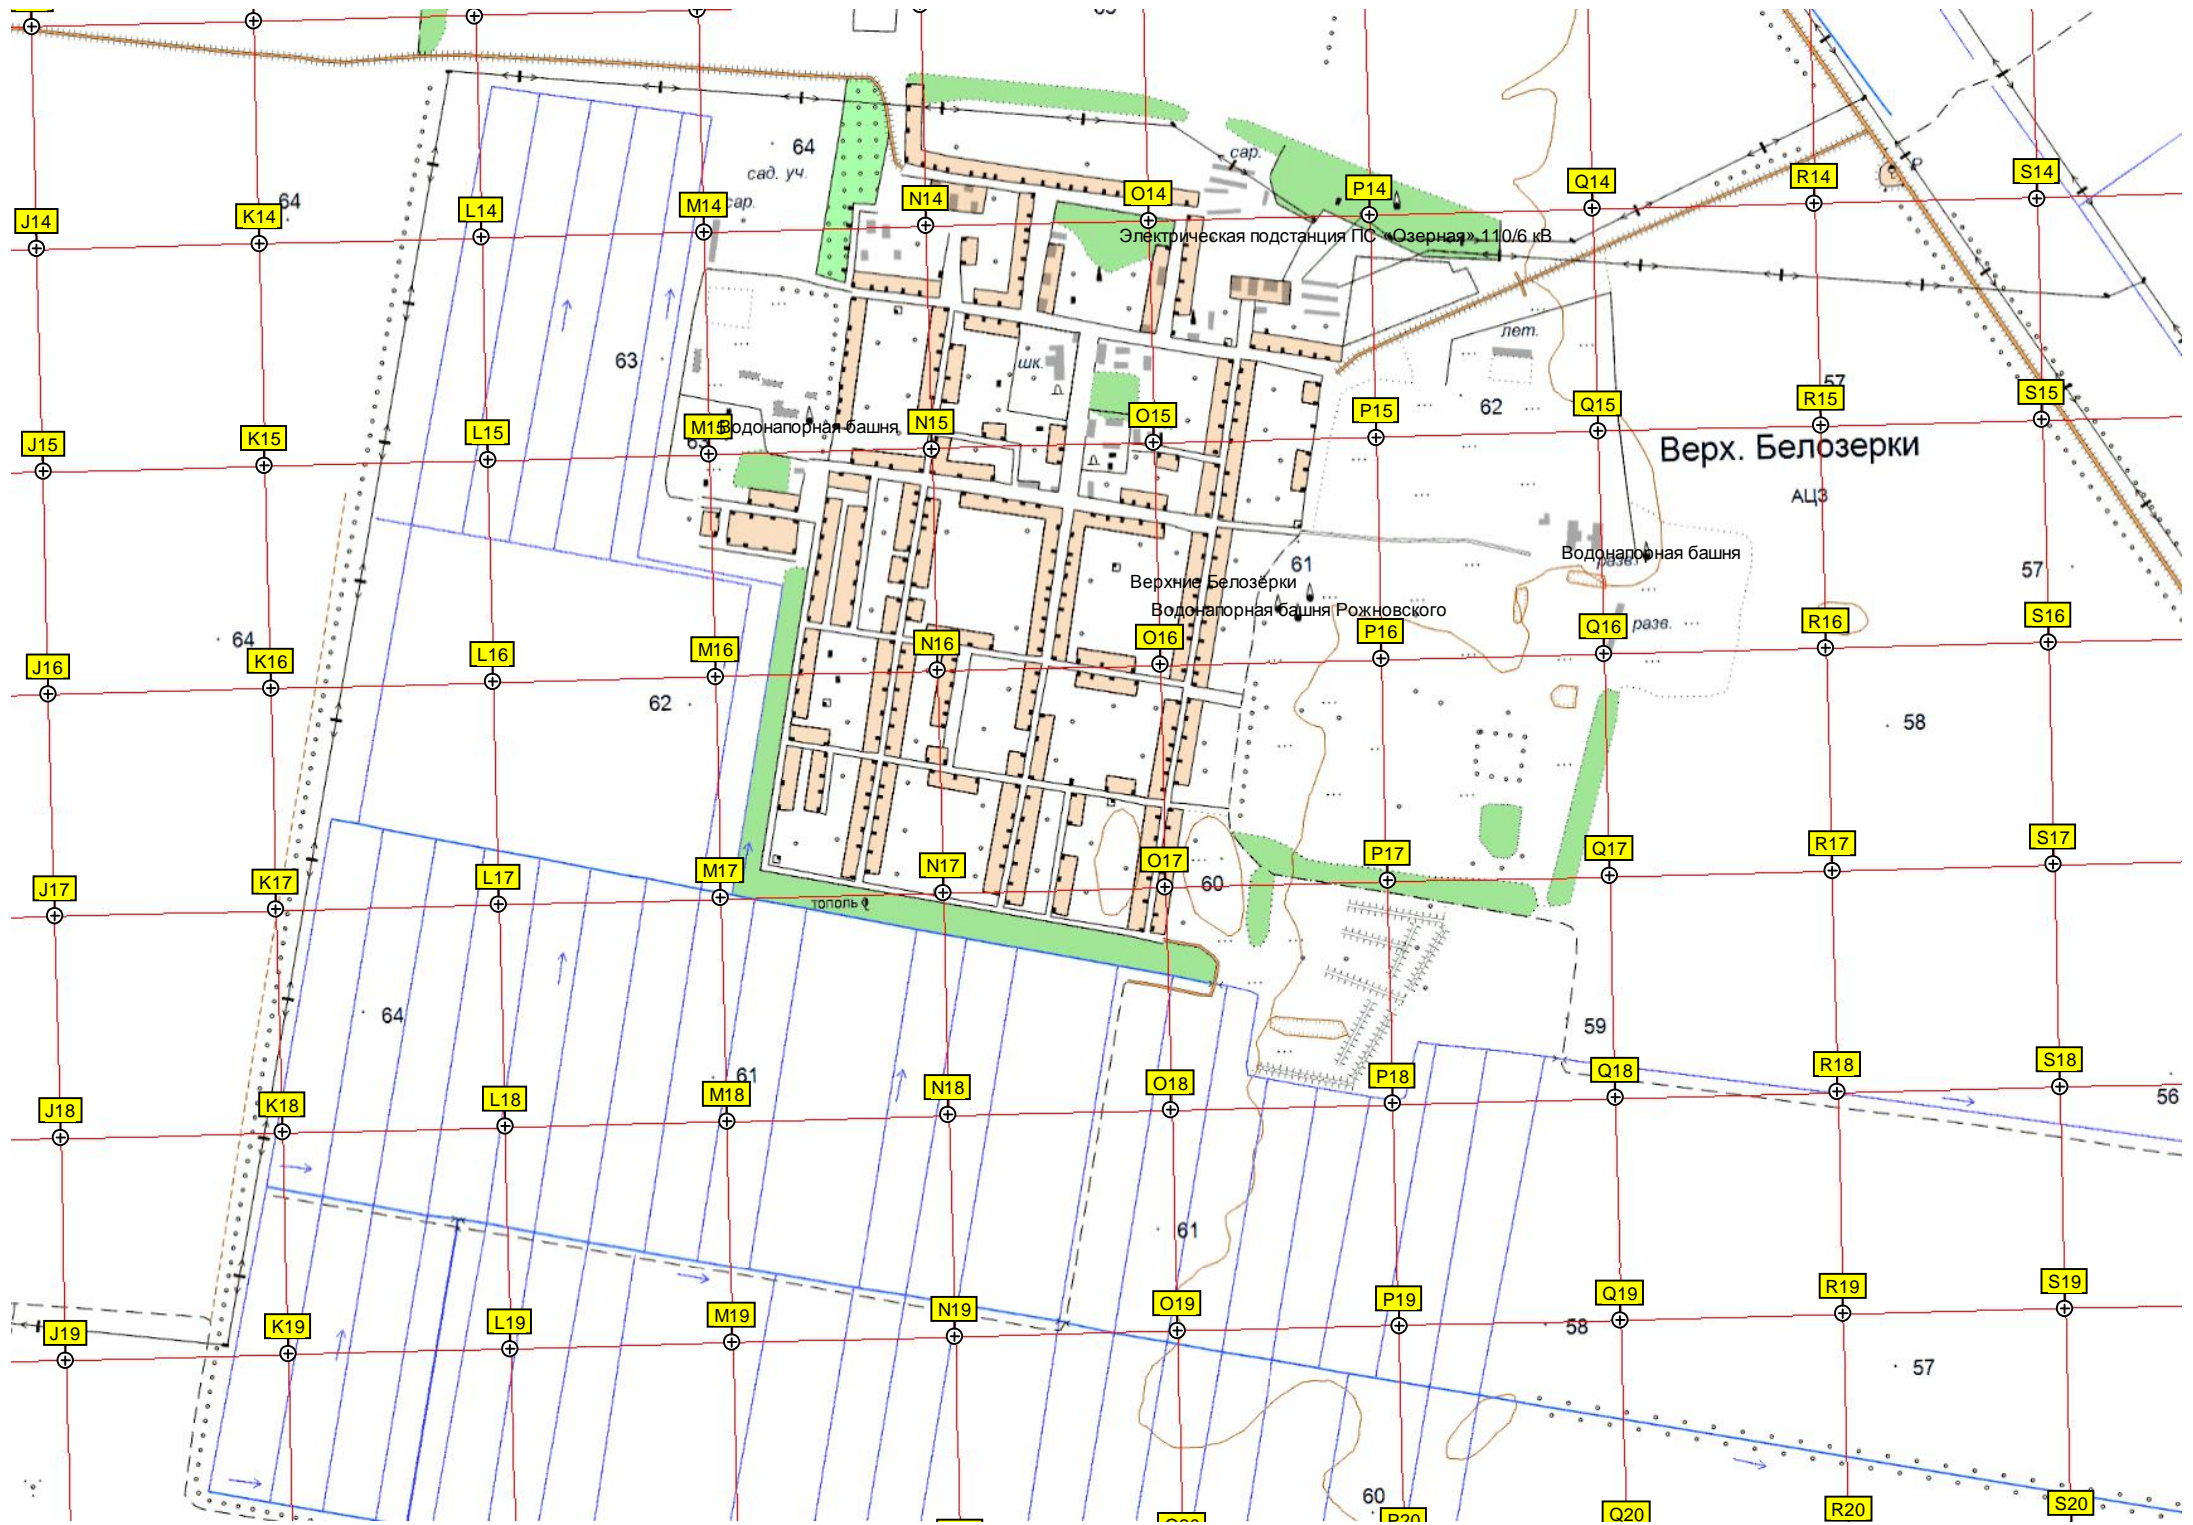 64
сад. уч.
сар.
сар.
64
J14
K14
L14
M14
N14
O14
P14
Q14
R14
S14
Электрическая подстанция ПС «Озерная» 110/6 кВ
лет.
63
шк.
62
57
J15
K15
L15
M15
N15
O15
P15
Q15
R15
S15
63
Водонапорная башня
Верх. Белозерки
АЦЗ
Водонапорная башня
разв.
61
57
Верхние Белозёрки
Водонапорная башня Рожновского
разв.
64
J16
K16
L16
M16
N16
O16
P16
Q16
R16
S16
62
58
J17
K17
L17
M17
N17
O17
P17
Q17
R17
S17
60
тополь
64
59
61
56
J18
K18
L18
M18
N18
O18
P18
Q18
R18
S18
61
J19
K19
L19
M19
N19
O19
P19
Q19
R19
S19
58
57
60
P20
Q20
R20
S20